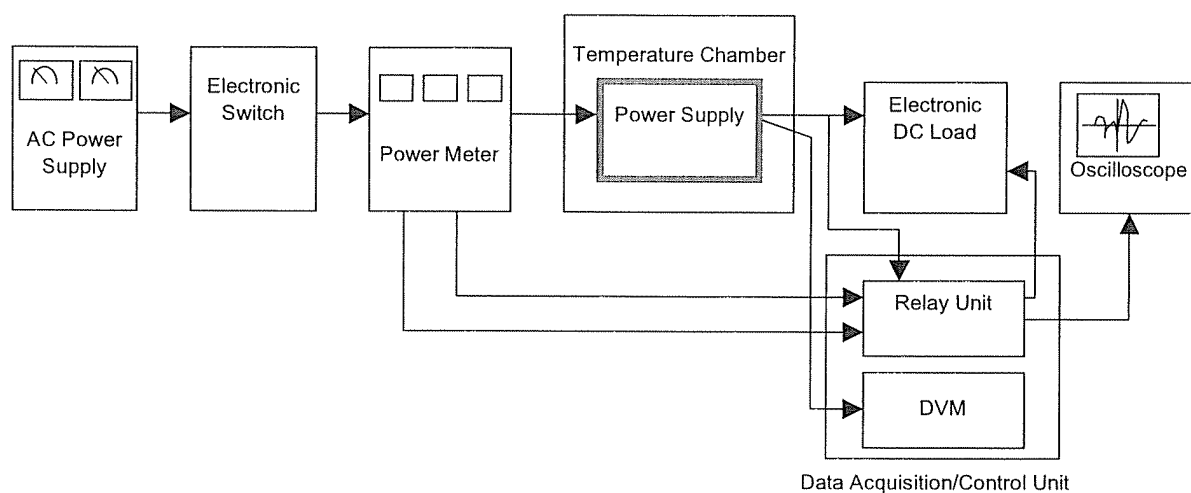 Temperature Chamber
Electronic
Switch
Power Supply
Electronic
DC Load
AC Power
Supply
Power Meter
Oscilloscope
Relay Unit
DVM
Data Acquisition/Control Unit